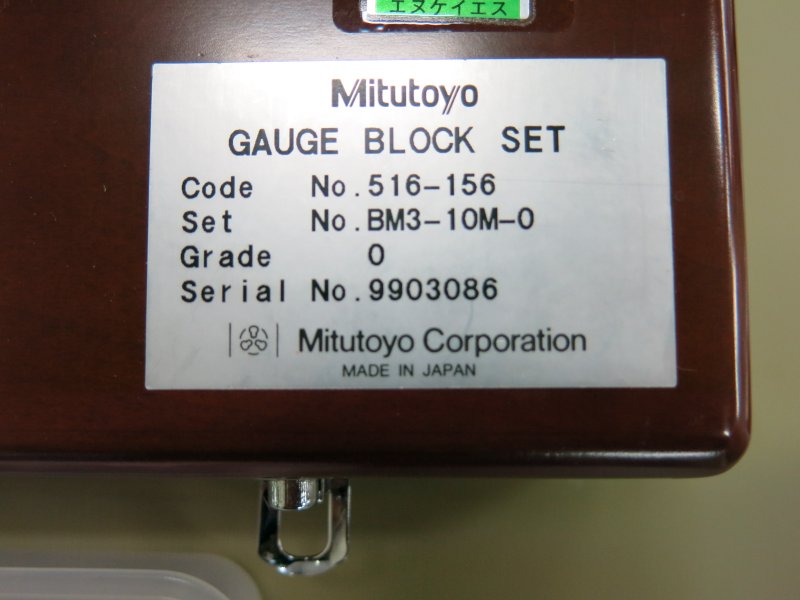 エヌケイエス
Mitutoyo
GAUGE BLOCK SET
Code No.516-156
Set No.BM3-10M-0
Grade 0
Serial No.9903086
Mitutoyo Corporation
MADE IN JAPAN